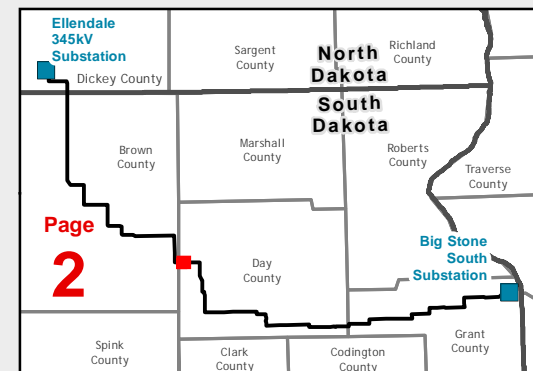 Ellendale
345kV
Substation
Dickey County
Sargent
County
North
Dakota
Richland
County
South
Dakota
Brown
County
Marshall
County
Roberts
County
Traverse
County
Page
2
Day
County
Big Stone
South
Substation
Grant
County
Spink
County
Clark
County
Codington
County